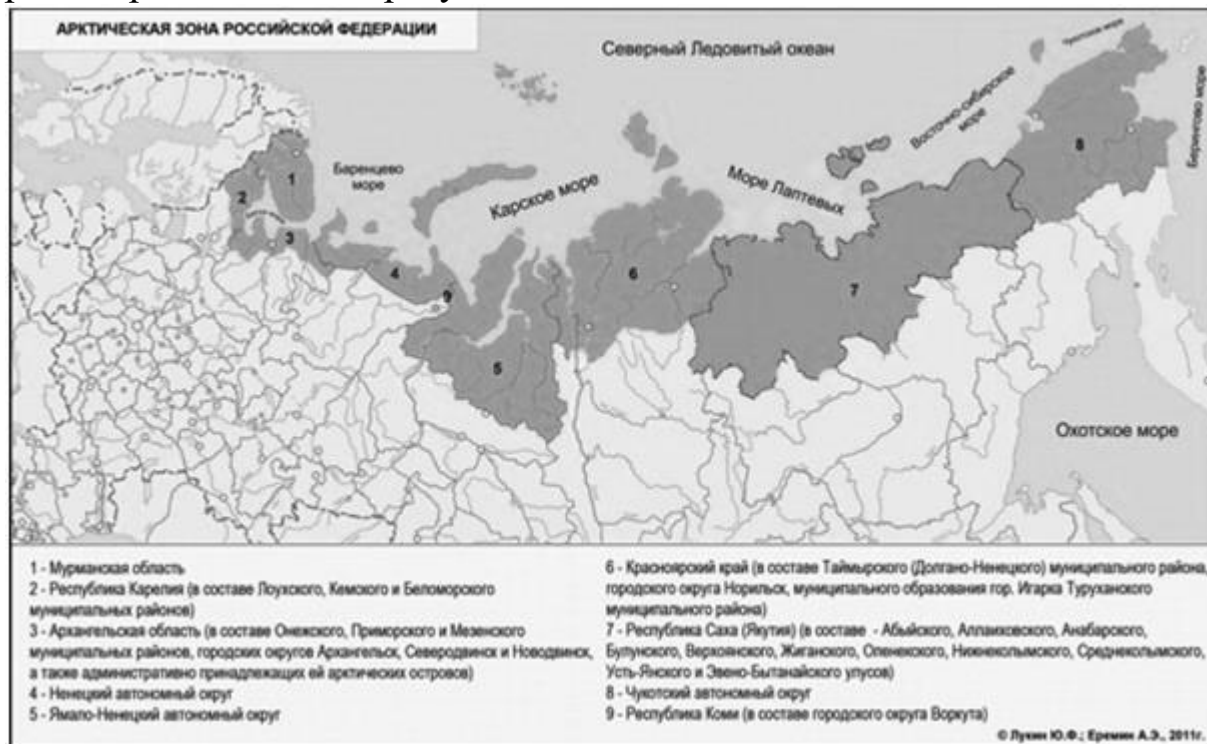 АРКТИЧЕСКАЯ ЗОНА РОССИЙСКОЙ ФЕДЕРАЦИИ
Северный Ледовитый океан
Чукотское море
Восточно-сибирское
море
Берингово море
Баренцево
море
Карское море
Море Лаптевых
1
2
3
4
9
5
6
7
8
Охотское море
1 - Мурманская область
2 - Республика Карелия (в составе Лоухского, Кемского и Беломорского
муниципальных районов)
3 - Архангельская область (в составе Онежского, Приморского и Мезенского
муниципальных районов, городских округов Архангельск, Северодвинск и Новодвинск,
а также административно принадлежащих ей арктических островов)
4 - Ненецкий автономный округ
5 - Ямало-Ненецкий автономный округ
6 - Красноярский край (в составе Таймырского (Долгано-Ненецкого) муниципального района,
городского округа Норильск, муниципального образования гор. Игарка Туруханского
муниципального района)
7 - Республика Саха (Якутия) (в составе - Абыйского, Аллаиховского, Анабарского,
Булунского, Верхоянского, Жиганского, Оленекского, Нижнеколымского, Среднеколымского,
Усть-Янского и Эвено-Бытанайского улусов)
8 - Чукотский автономный округ
9 - Республика Коми (в составе городского округа Воркута)
© Лукин Ю.Ф.; Еремин А.Э., 2011г.